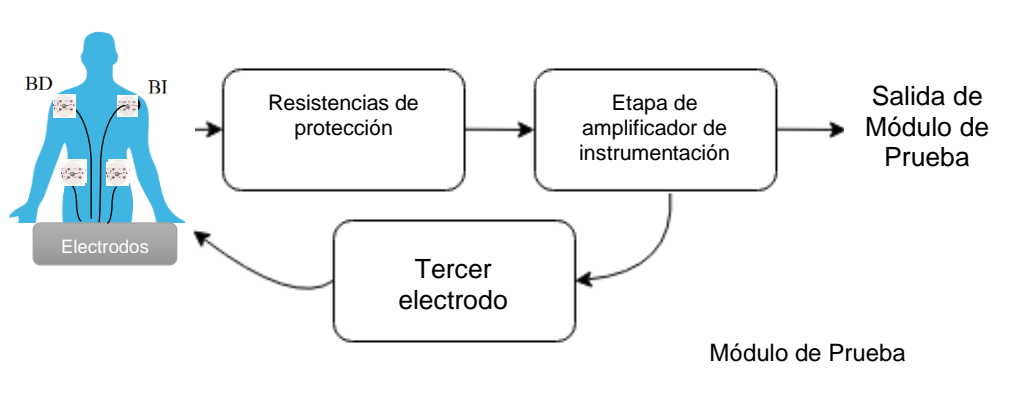 BD
BI
Electrodos
Resistencias de
protección
Etapa de
amplificador de
instrumentación
Salida de
Módulo de
Prueba
Tercer
electrodo
Módulo de Prueba